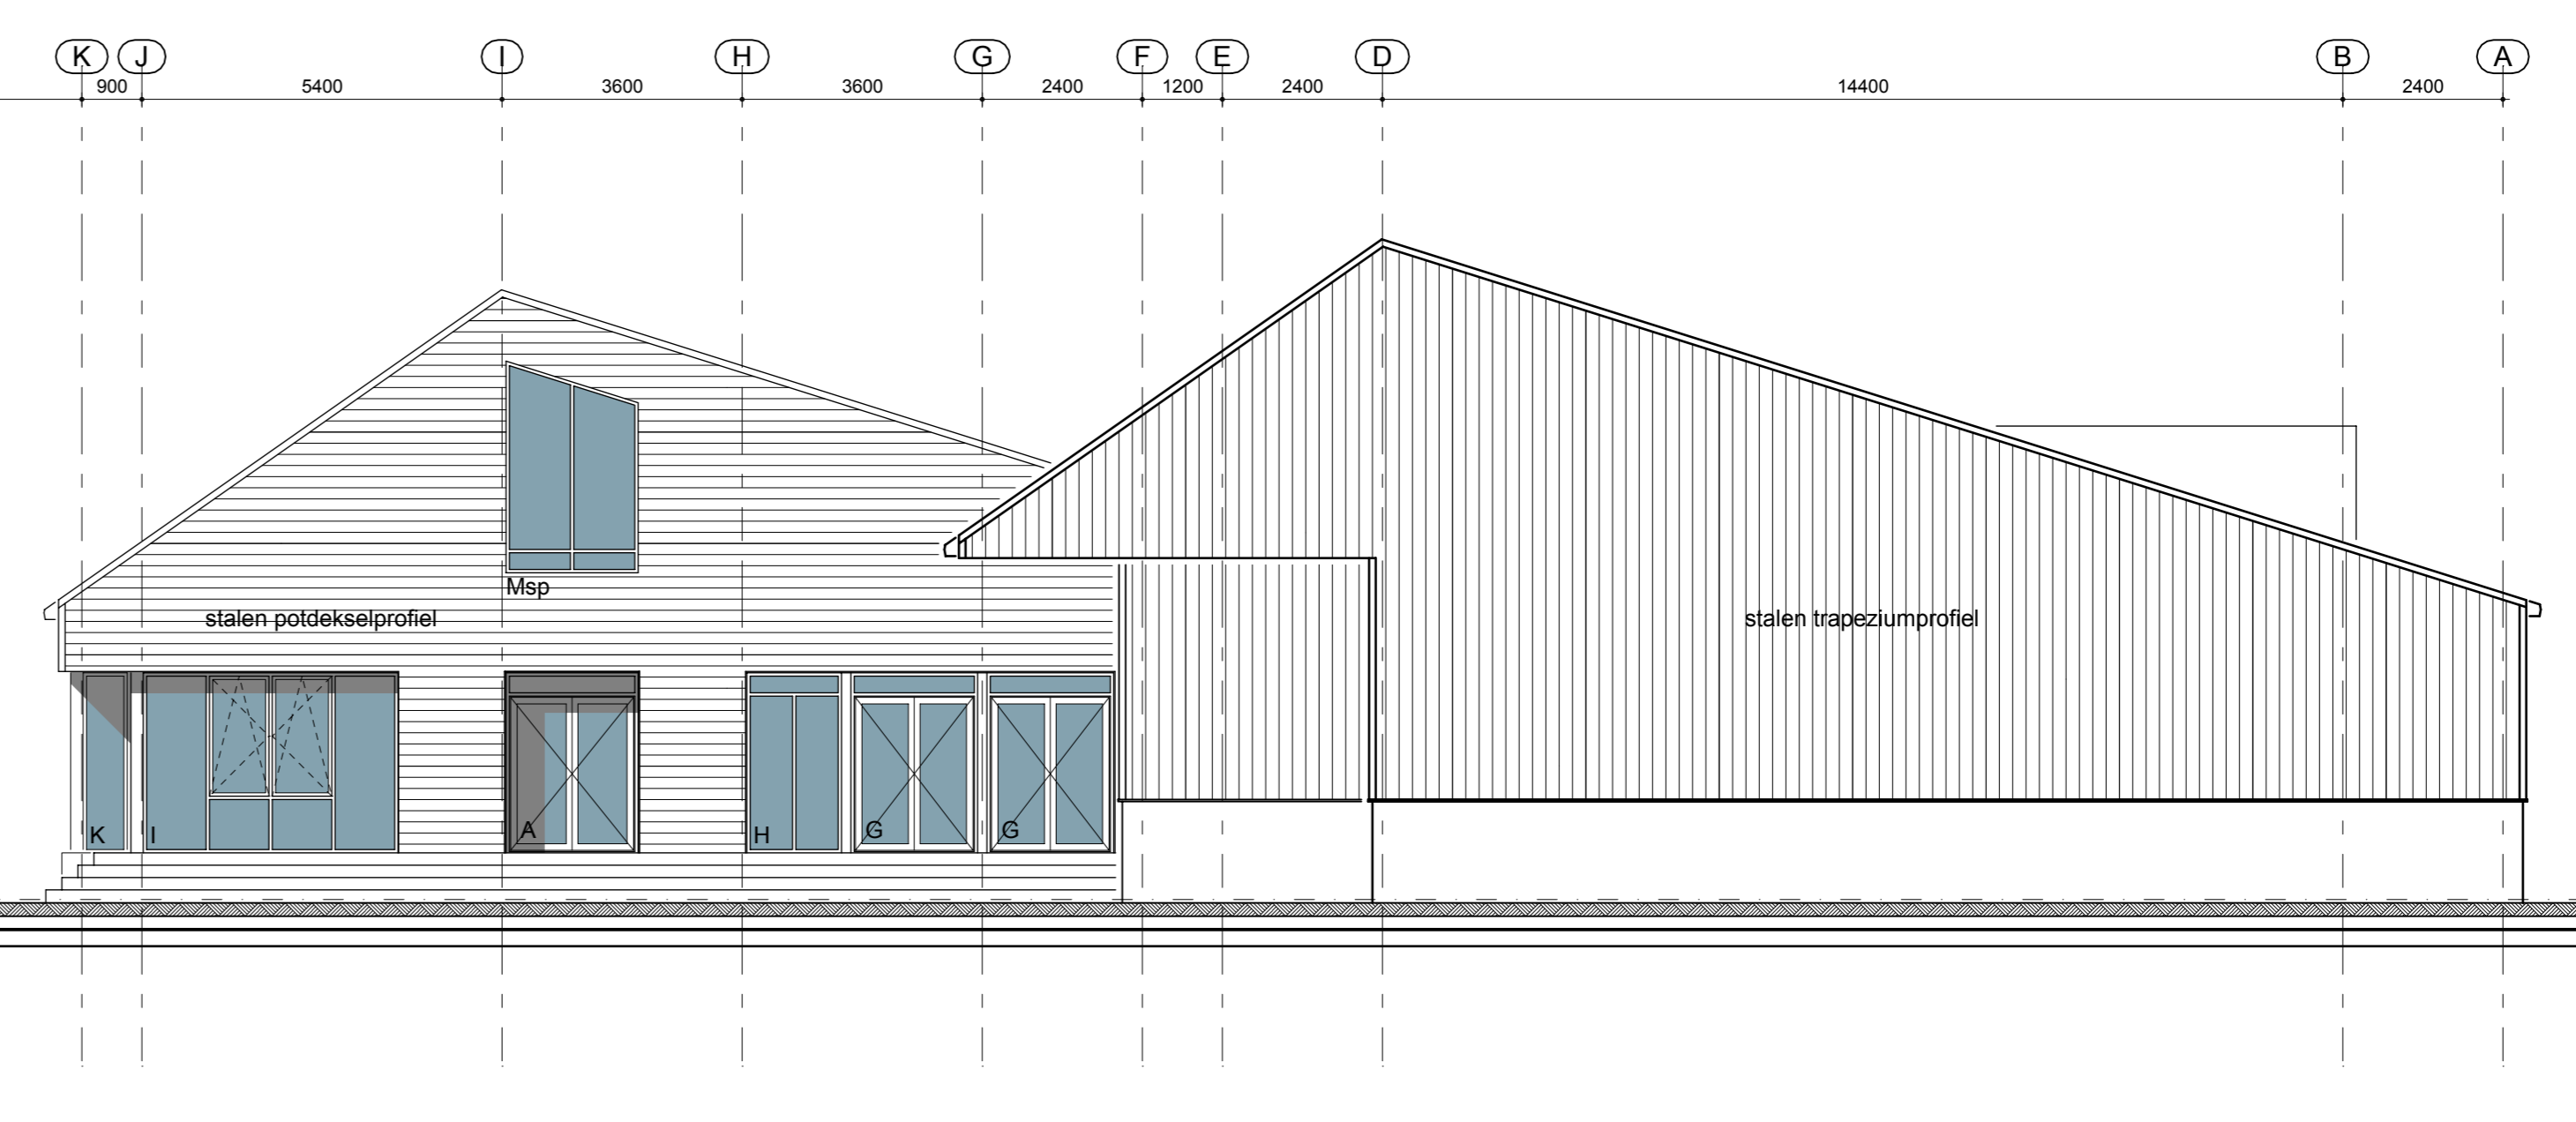 K J I H G F E D B A
900 5400 3600 3600 2400 1200 2400 14400 2400
Msp
stalen potdekselprofiel stalen trapeziumprofiel
K I A H G G